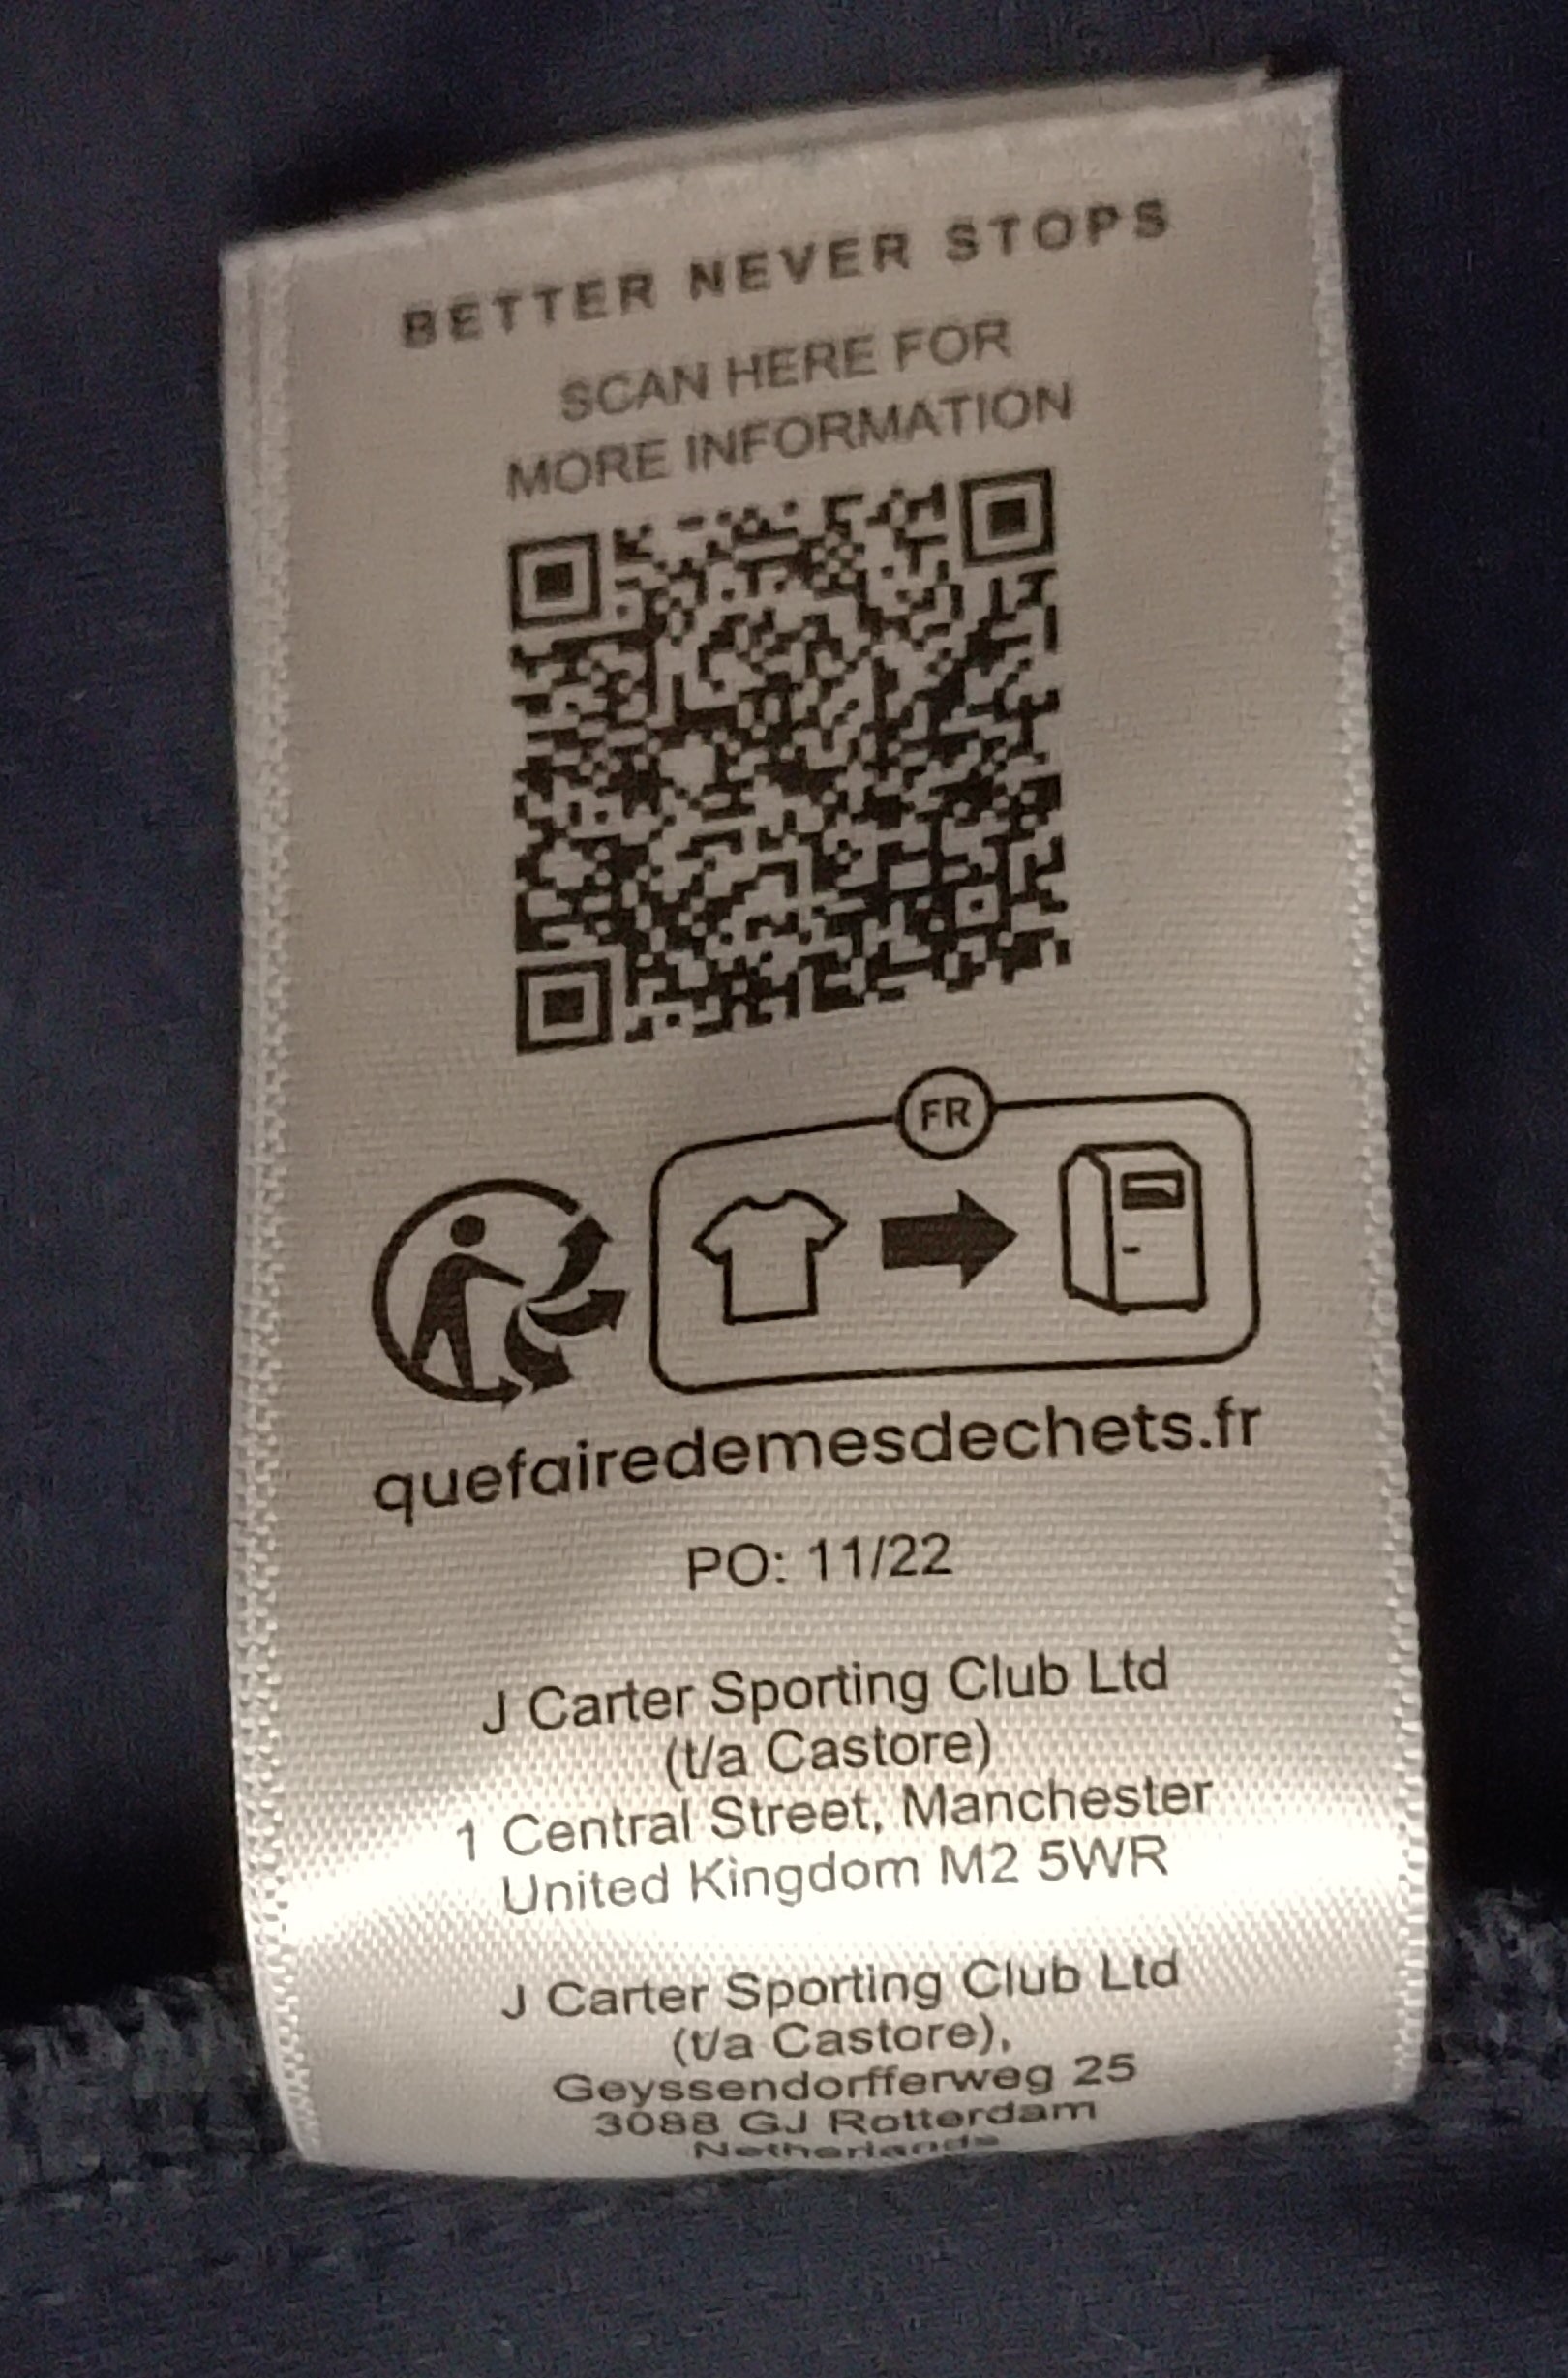 BETTER NEVER STOPS
SCAN HERE FOR
MORE INFORMATION
FR
quefairedemesdechets.fr
PO: 11/22
J Carter Sporting Club Ltd
(t/a Castore)
1 Central Street, Manchester
United Kingdom M2 5WR
J Carter Sporting Club Ltd
(t/a Castore),
Geyssendorfferweg 25
3088 GJ Rotterdam
Netherlands